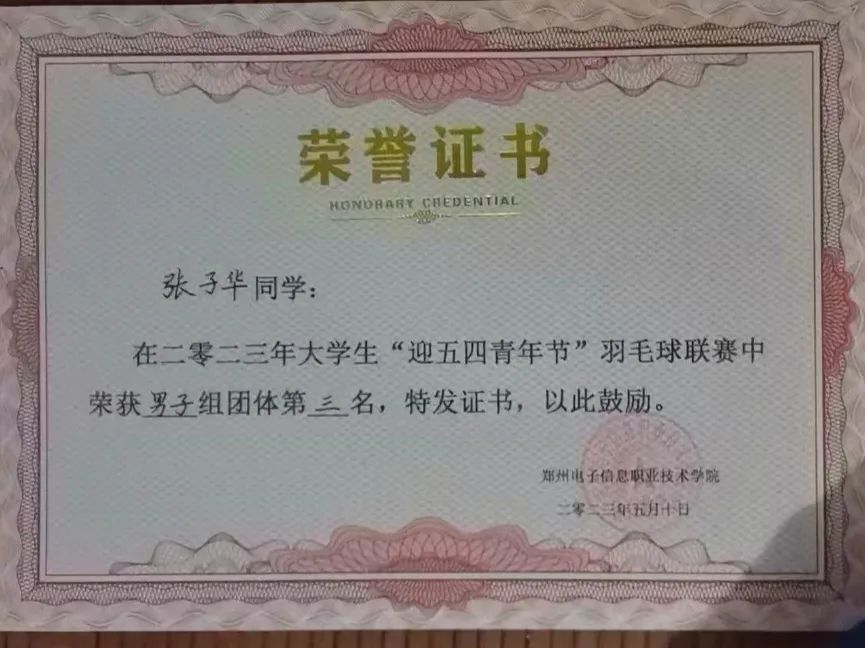 荣誉证书
HONORARY CREDENTIAL
张子华同学：
在二零二三年大学生“迎五四青年节”羽毛球联赛中
荣获男子组团体第三名，特发证书，以此鼓励。
郑州电子信息职业技术学院
二零二三年五月十日